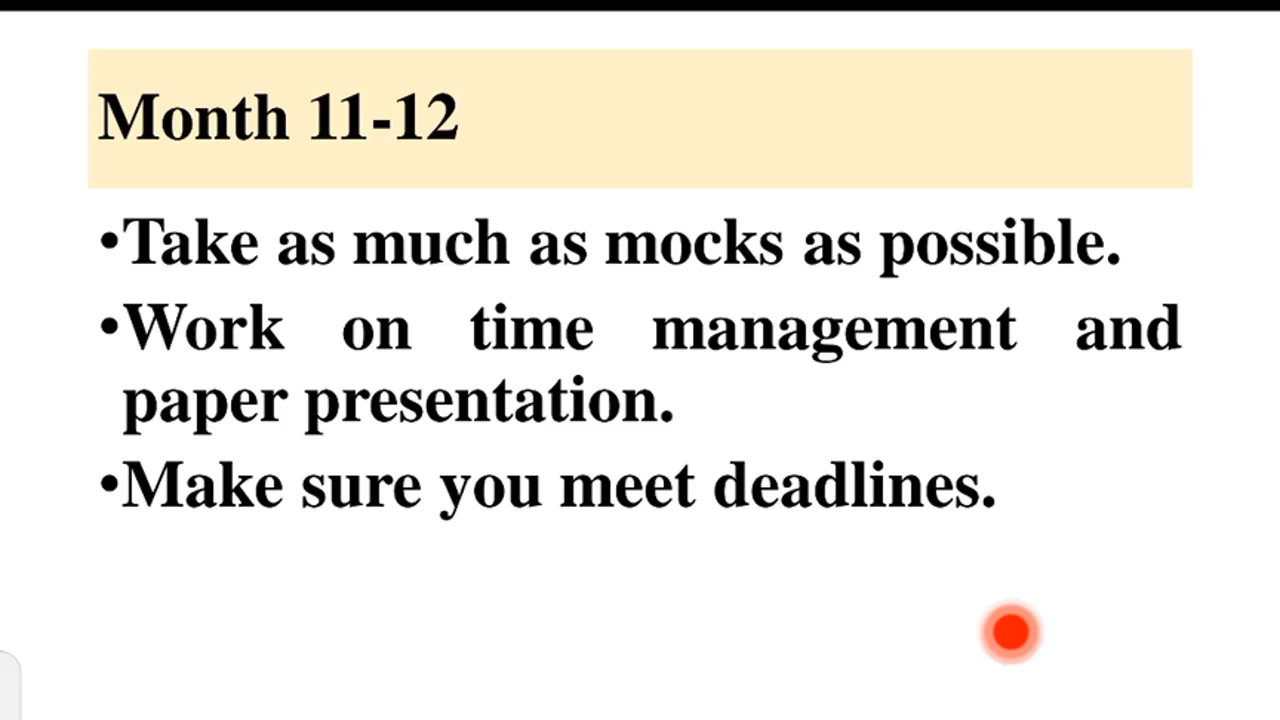 Month 11-12
•Take as much as mocks as possible.
•Work on time management and
paper presentation.
•Make sure you meet deadlines.